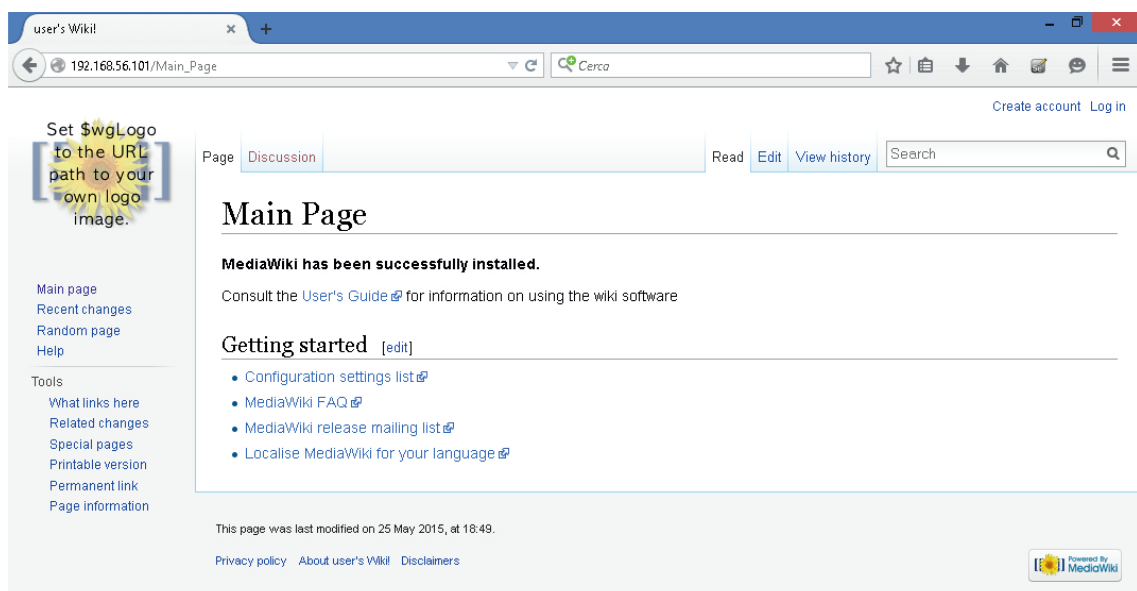 user's Wiki!
192.168.56.101/Main_Page
Cerca
Create account Log in
Set $wgLogo
to the URL
path to your
own logo
image.
Page Discussion
Read Edit View history
Search
Main Page
MediaWiki has been successfully installed.
Consult the User's Guide for information on using the wiki software
Getting started [edit]
Configuration settings list
MediaWiki FAQ
MediaWiki release mailing list
Localise MediaWiki for your language
Main page
Recent changes
Random page
Help
Tools
What links here
Related changes
Special pages
Printable version
Permanent link
Page information
This page was last modified on 25 May 2015, at 18:49.
Privacy policy About user's Wiki! Disclaimers
Powered By
MediaWiki